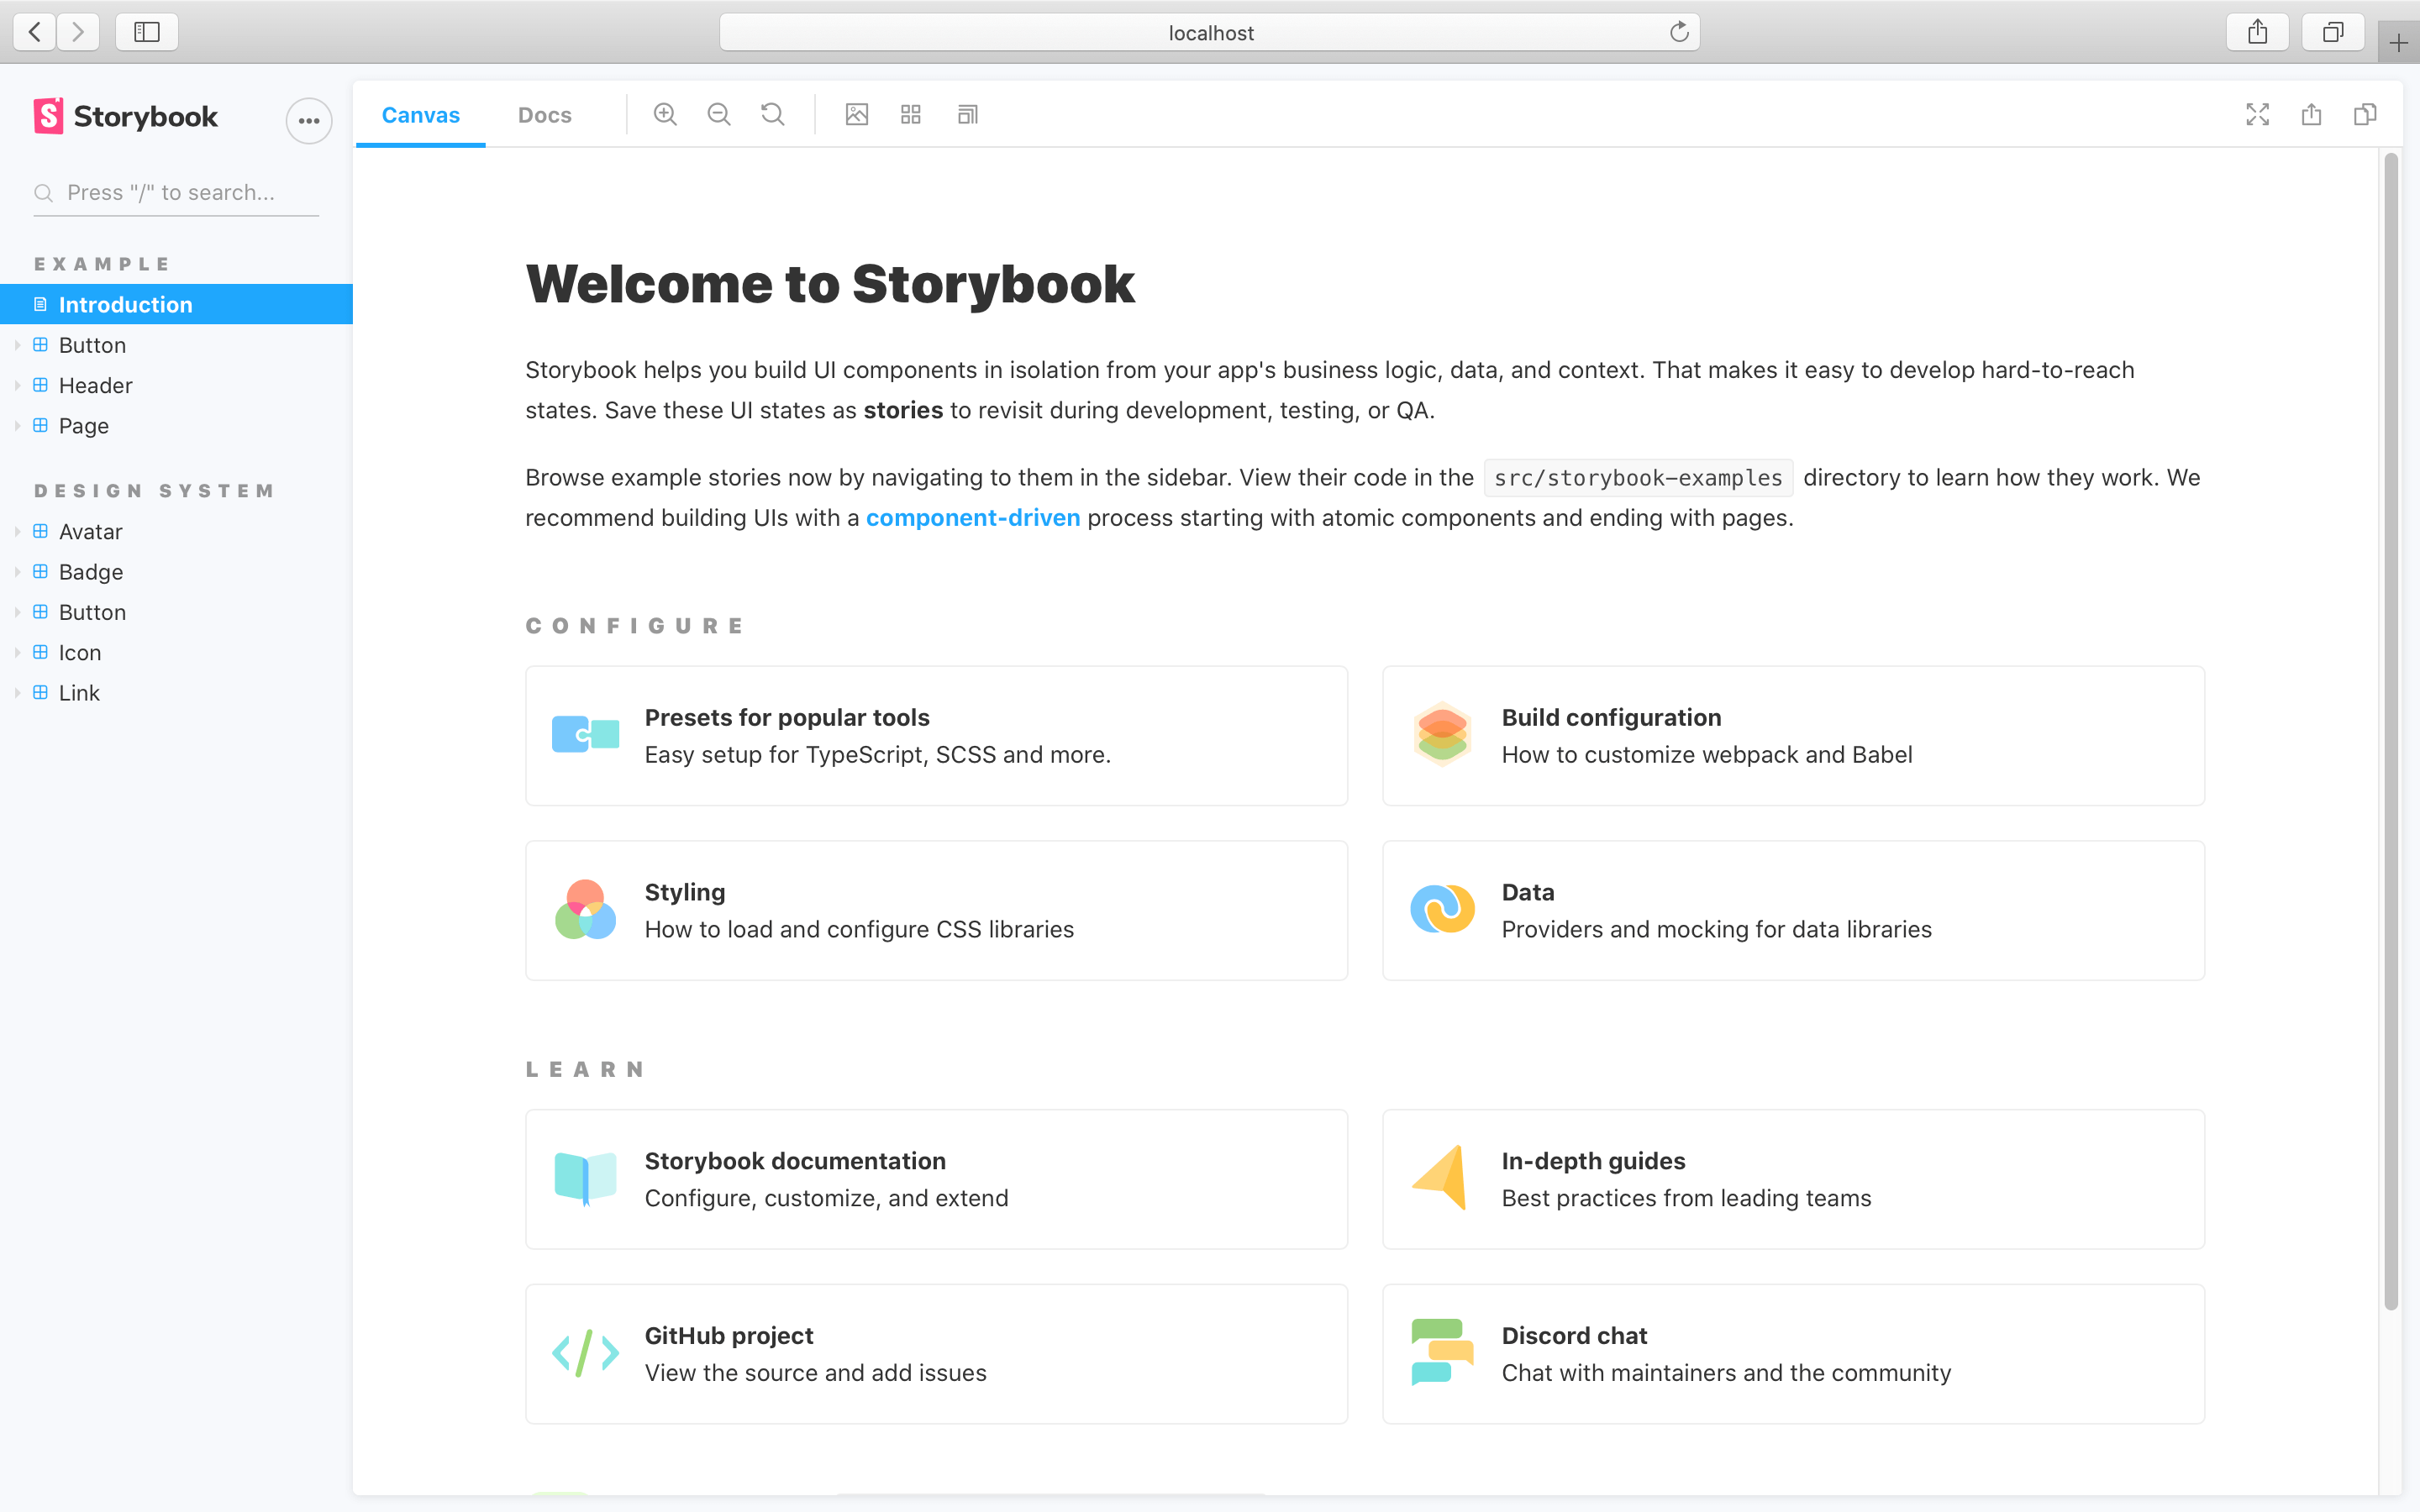 localhost
Storybook
Press "/" to search...
EXAMPLE
Introduction
Button
Header
Page
DESIGN SYSTEM
Avatar
Badge
Button
Icon
Link
Canvas
Docs
Welcome to Storybook
Storybook helps you build UI components in isolation from your app's business logic, data, and context. That makes it easy to develop hard-to-reach
states. Save these UI states as stories to revisit during development, testing, or QA.
Browse example stories now by navigating to them in the sidebar. View their code in the src/storybook-examples directory to learn how they work. We
recommend building UIs with a component-driven process starting with atomic components and ending with pages.
CONFIGURE
Presets for popular tools
Easy setup for TypeScript, SCSS and more.
Build configuration
How to customize webpack and Babel
Styling
How to load and configure CSS libraries
Data
Providers and mocking for data libraries
LEARN
Storybook documentation
Configure, customize, and extend
In-depth guides
Best practices from leading teams
GitHub project
View the source and add issues
Discord chat
Chat with maintainers and the community